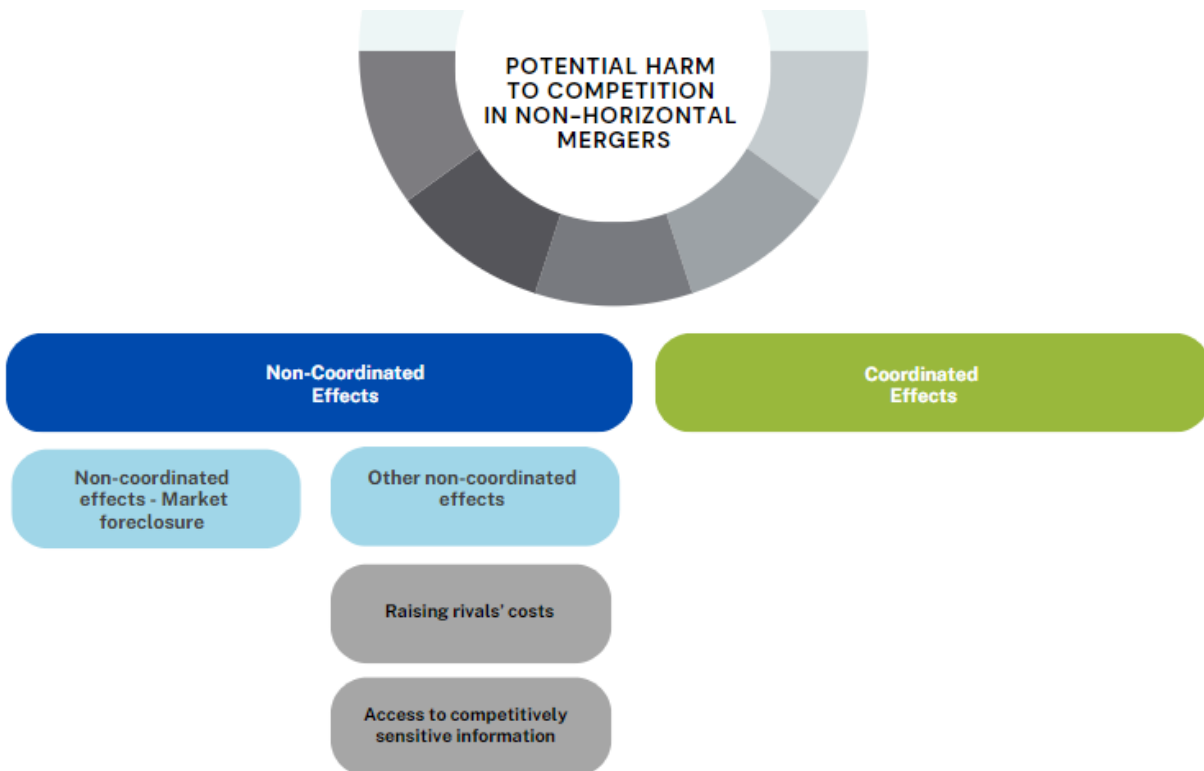 POTENTIAL HARM
TO COMPETITION
IN NON-HORIZONTAL
MERGERS
Non-Coordinated
Effects
Coordinated
Effects
Non-coordinated
effects - Market
foreclosure
Other non-coordinated
effects
Raising rivals' costs
Access to competitively
sensitive information